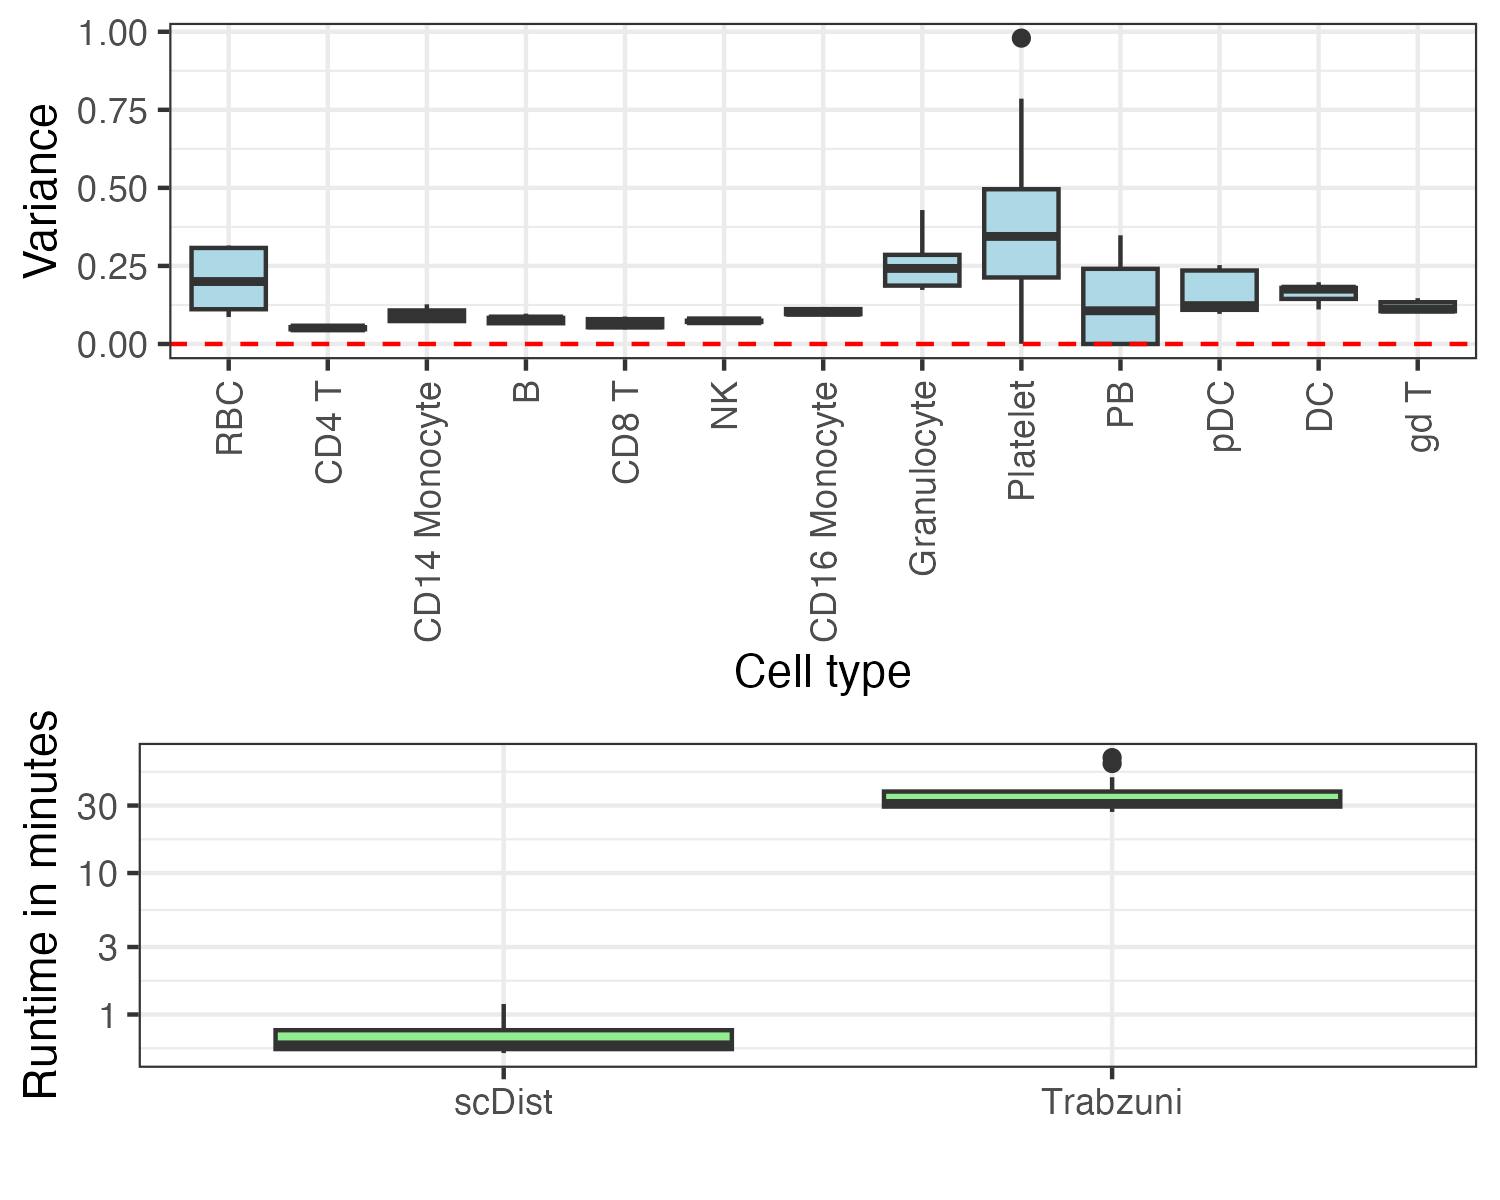 Variance
1.00
0.75
0.50
0.25
0.00
RBC
CD4 T
CD14 Monocyte
B
CD8 T
NK
CD16 Monocyte
Granulocyte
Platelet
PB
pDC
DC
gd T
Cell type
Runtime in minutes
30
10
3
1
scDist
Trabzuni